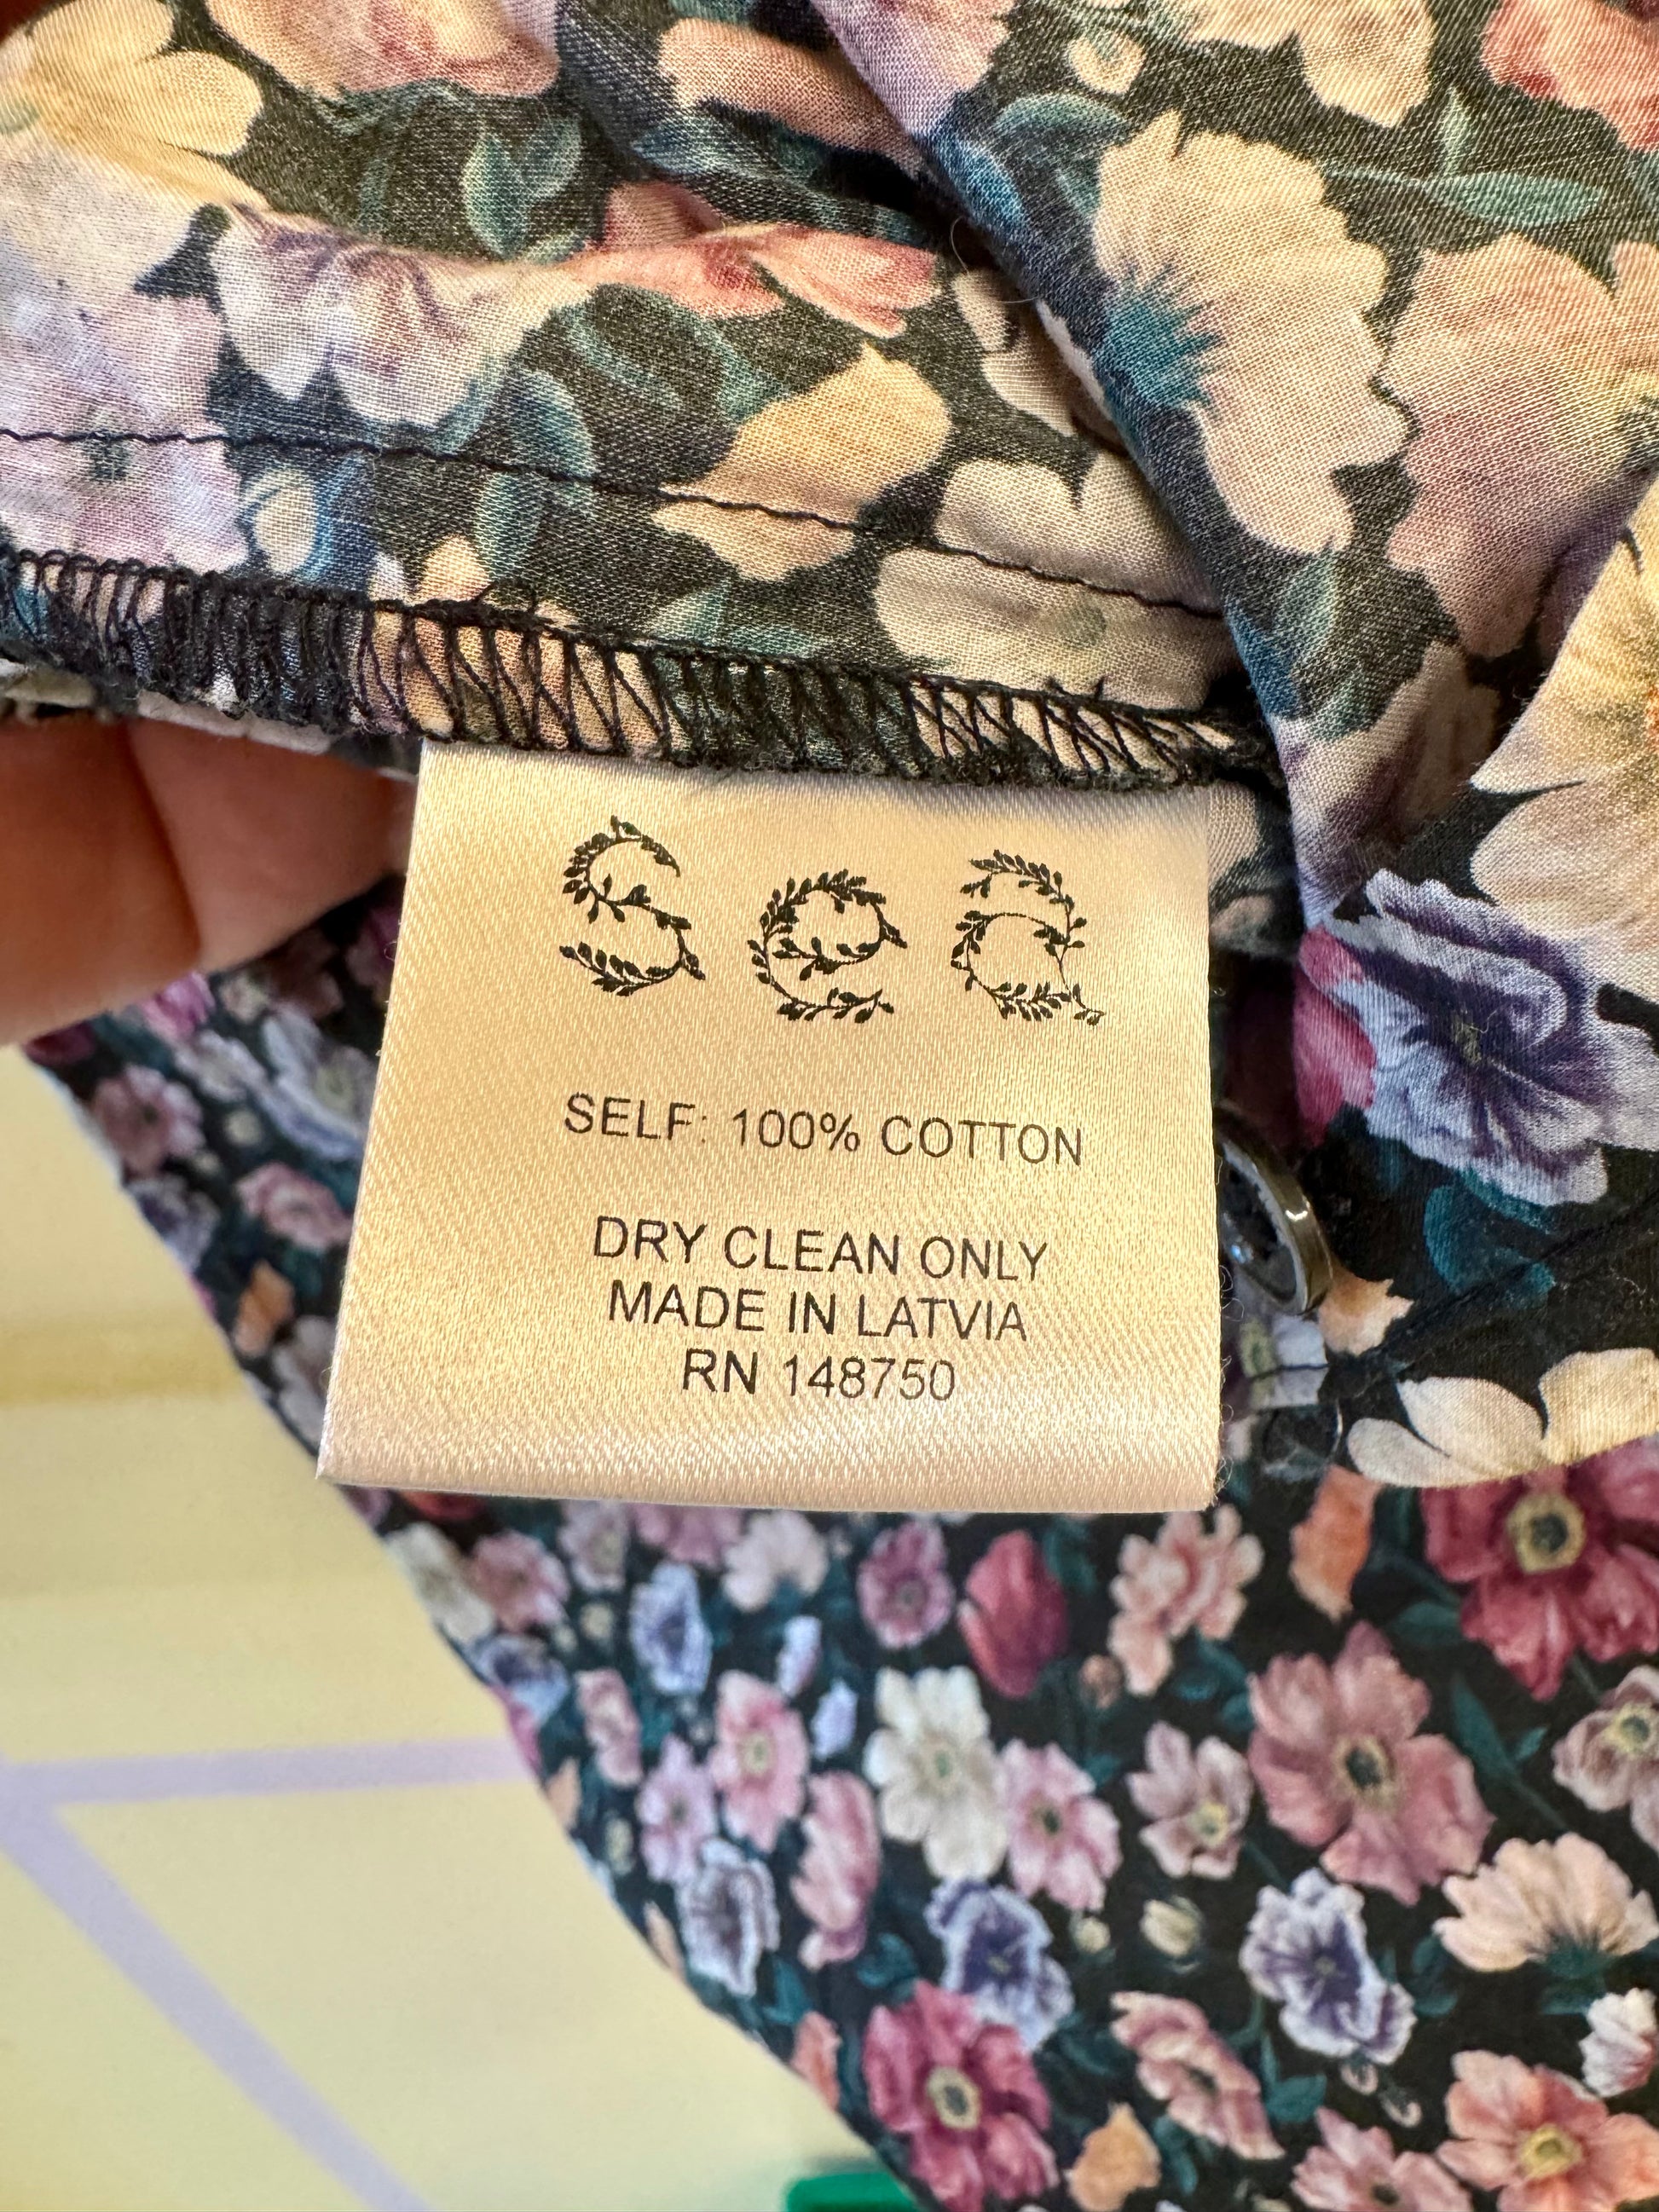 sea
SELF: 100% COTTON
DRY CLEAN ONLY
MADE IN LATVIA
RN 148750